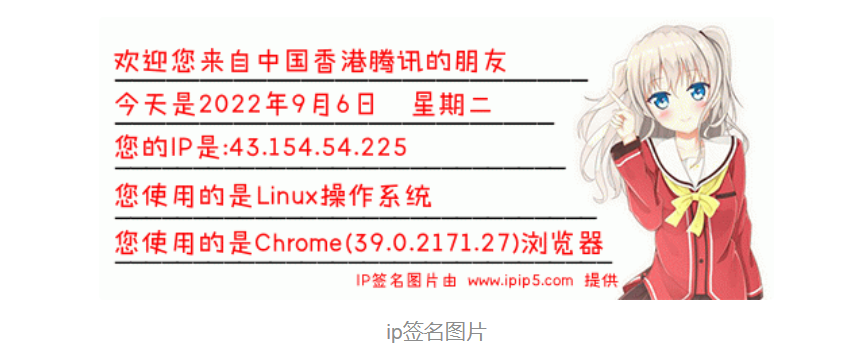 欢迎您来自中国香港腾讯的朋友
今天是2022年9月6日 星期二
您的IP是:43.154.54.225
您使用的是Linux操作系统
您使用的是Chrome(39.0.2171.27)浏览器
IP签名图片由 www.ipip5.com 提供
ip签名图片